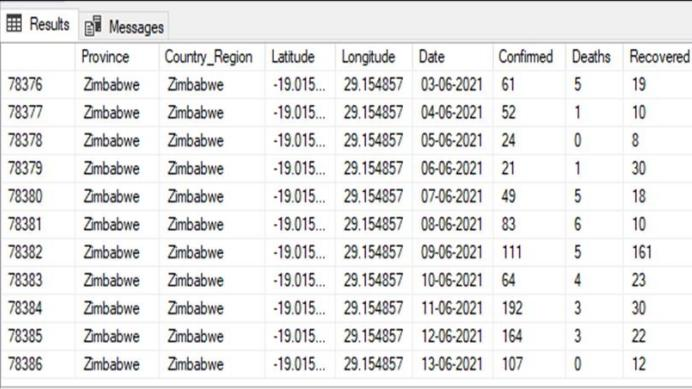 Results Messages
Province Country_Region Latitude Longitude Date Confirmed Deaths Recovered
78376 Zimbabwe Zimbabwe -19.015... 29.154857 03-06-2021 61 5 19
78377 Zimbabwe Zimbabwe -19.015... 29.154857 04-06-2021 52 1 10
78378 Zimbabwe Zimbabwe -19.015... 29.154857 05-06-2021 24 0 8
78379 Zimbabwe Zimbabwe -19.015... 29.154857 06-06-2021 21 1 30
78380 Zimbabwe Zimbabwe -19.015... 29.154857 07-06-2021 49 5 18
78381 Zimbabwe Zimbabwe -19.015... 29.154857 08-06-2021 83 6 10
78382 Zimbabwe Zimbabwe -19.015... 29.154857 09-06-2021 111 5 161
78383 Zimbabwe Zimbabwe -19.015... 29.154857 10-06-2021 64 4 23
78384 Zimbabwe Zimbabwe -19.015... 29.154857 11-06-2021 192 3 30
78385 Zimbabwe Zimbabwe -19.015... 29.154857 12-06-2021 164 3 22
78386 Zimbabwe Zimbabwe -19.015... 29.154857 13-06-2021 107 0 12